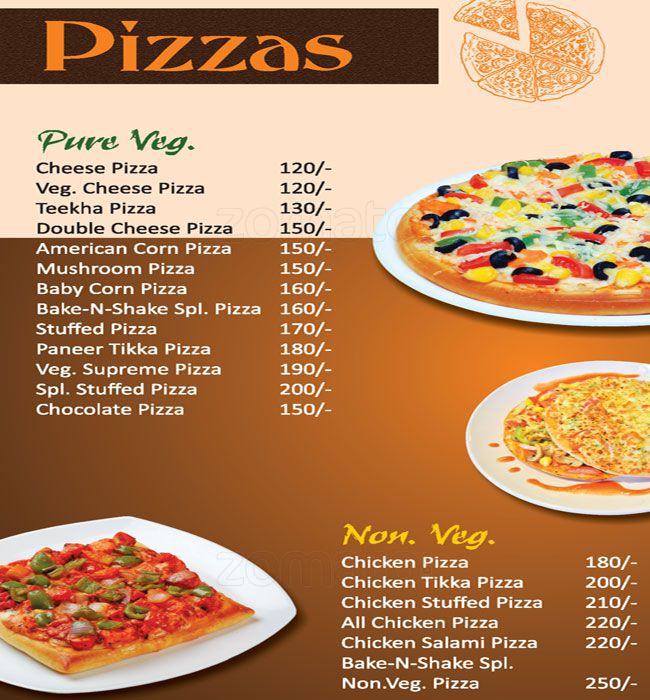 Pizzas
Pure Veg.
Cheese Pizza 120/-
Veg. Cheese Pizza 120/-
Teekha Pizza 130/-
Double Cheese Pizza 150/-
American Corn Pizza 150/-
Mushroom Pizza 150/-
Baby Corn Pizza 160/-
Bake-N-Shake Spl. Pizza 160/-
Stuffed Pizza 170/-
Paneer Tikka Pizza 180/-
Veg. Supreme Pizza 190/-
Spl. Stuffed Pizza 200/-
Chocolate Pizza 150/-
zomato
Non. Veg.
Chicken Pizza 180/-
Chicken Tikka Pizza 200/-
Chicken Stuffed Pizza 210/-
All Chicken Pizza 220/-
Chicken Salami Pizza 220/-
Bake-N-Shake Spl.
Non.Veg. Pizza 250/-
zom